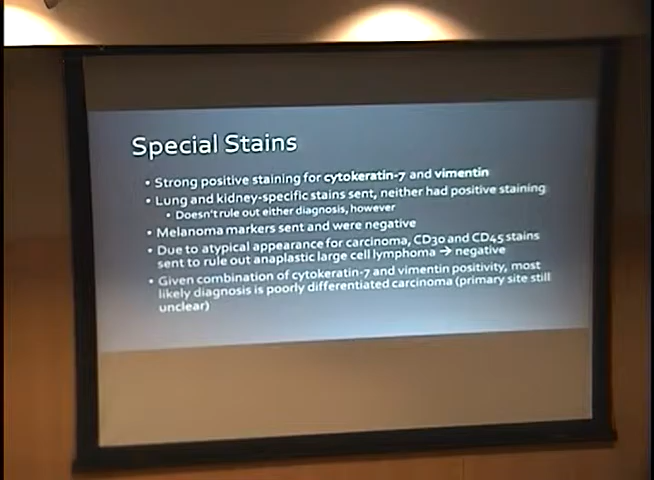 Special Stains
• Strong positive staining for cytokeratin-7 and vimentin
• Lung and kidney-specific stains sent, neither had positive staining
• Doesn't rule out either diagnosis, however
• Melanoma markers sent and were negative
• Due to atypical appearance for carcinoma, CD30 and CD45 stains
sent to rule out anaplastic large cell lymphoma → negative
• Given combination of cytokeratin-7 and vimentin positivity, most
likely diagnosis is poorly differentiated carcinoma (primary site still
unclear)